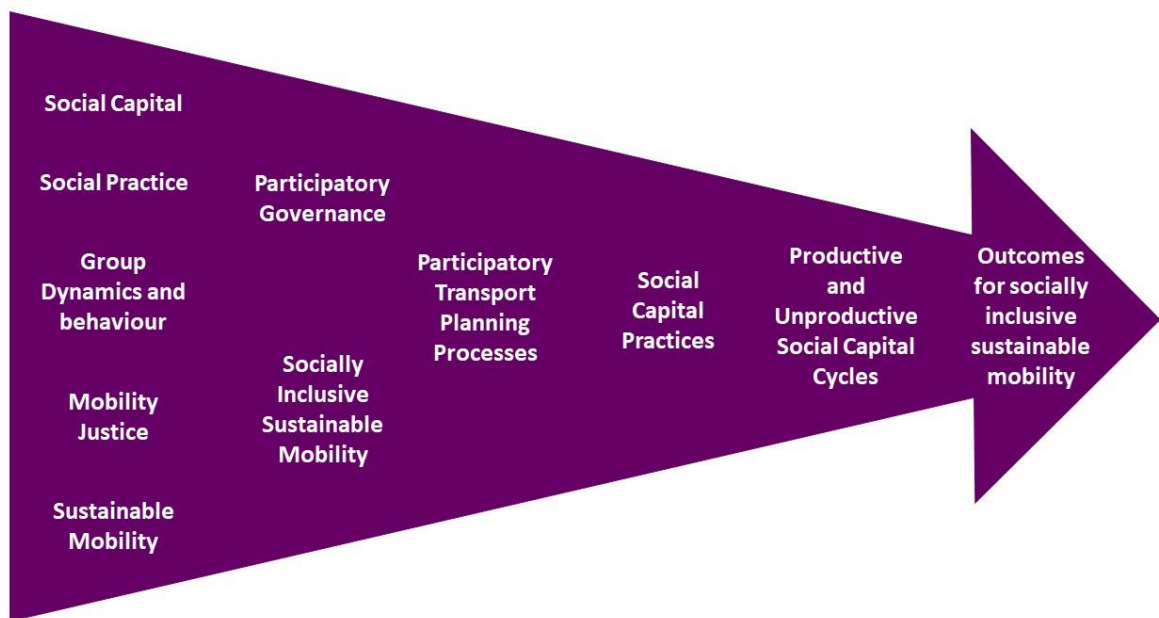 Social Capital
Social Practice
Group
Dynamics and
behaviour
Mobility
Justice
Sustainable
Mobility
Participatory
Governance
Socially
Inclusive
Sustainable
Mobility
Participatory
Transport
Planning
Processes
Social
Capital
Practices
Productive
and
Unproductive
Social Capital
Cycles
Outcomes
for socially
inclusive
sustainable
mobility